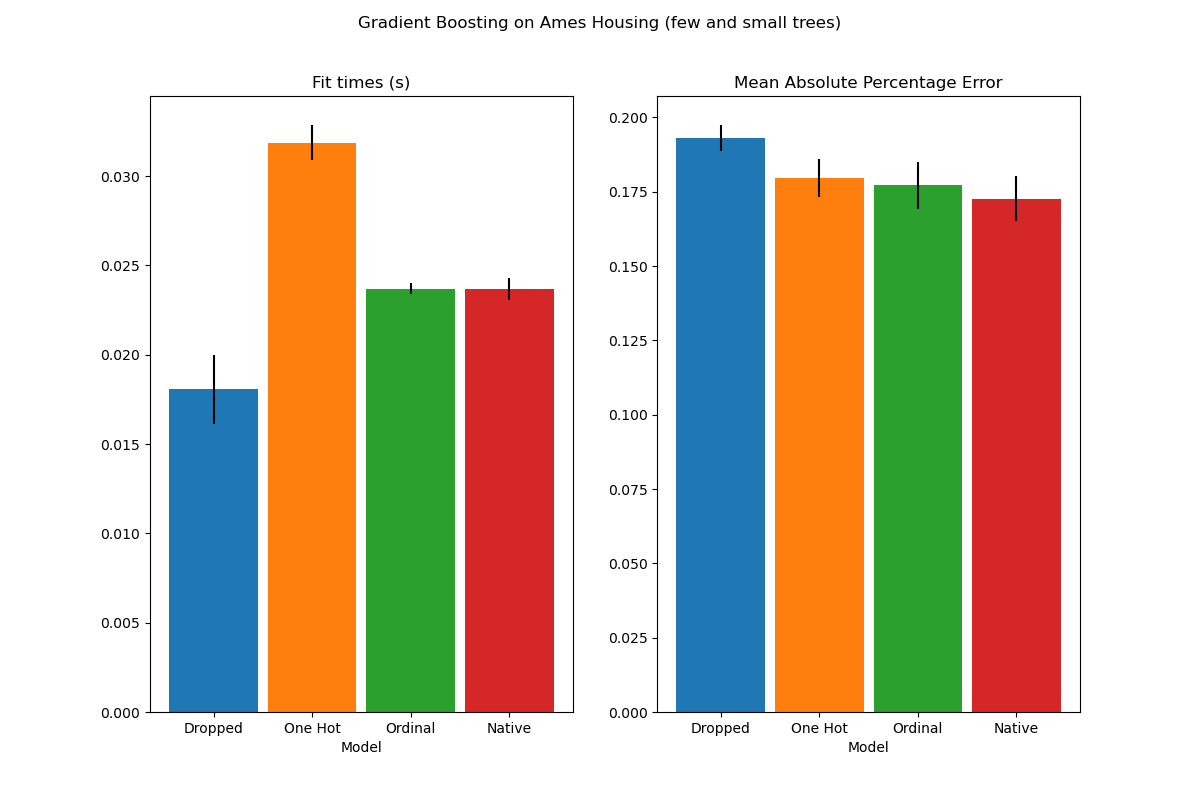 Gradient Boosting on Ames Housing (few and small trees)
Fit times (s)
0.030
0.025
0.020
0.015
0.010
0.005
0.000
Dropped One Hot Ordinal Native
Model
Mean Absolute Percentage Error
0.200
0.175
0.150
0.125
0.100
0.075
0.050
0.025
0.000
Dropped One Hot Ordinal Native
Model